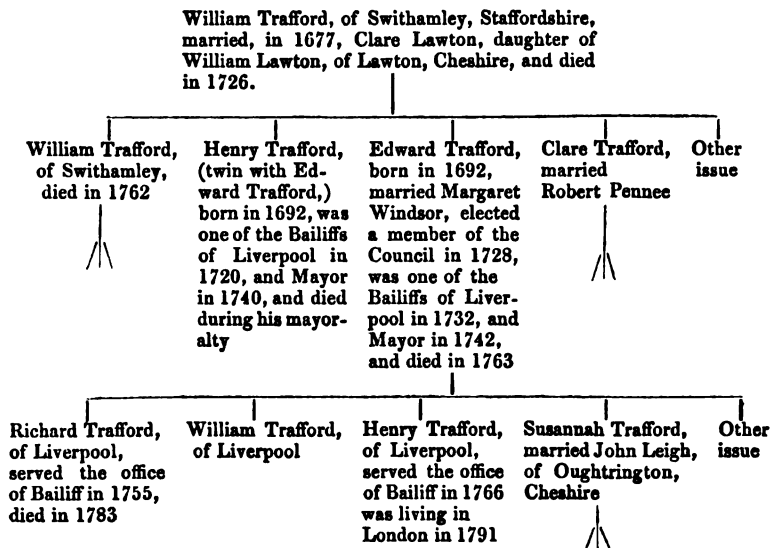 William Trafford, of Swithamley, Staffordshire,
married, in 1677, Clare Lawton, daughter of
William Lawton, of Lawton, Cheshire, and died
in 1726.
William Trafford,
of Swithamley,
died in 1762
Henry Trafford,
(twin with Ed-
ward Trafford,)
born in 1692, was
one of the Bailiffs
of Liverpool in
1720, and Mayor
in 1740, and died
during his mayor-
alty
Edward Trafford,
born in 1692,
married Margaret
Windsor, elected
a member of the
Council in 1728,
was one of the
Bailiffs of Liver-
pool in 1732, and
Mayor in 1742,
and died in 1763
Clare Trafford,
married
Robert Pennee
Other
issue
Richard Trafford,
of Liverpool,
served the office
of Bailiff in 1755,
died in 1783
William Trafford,
of Liverpool
Henry Trafford,
of Liverpool,
served the office
of Bailiff in 1766
was living in
London in 1791
Susannah Trafford,
married John Leigh,
of Oughtrington,
Cheshire
Other
issue